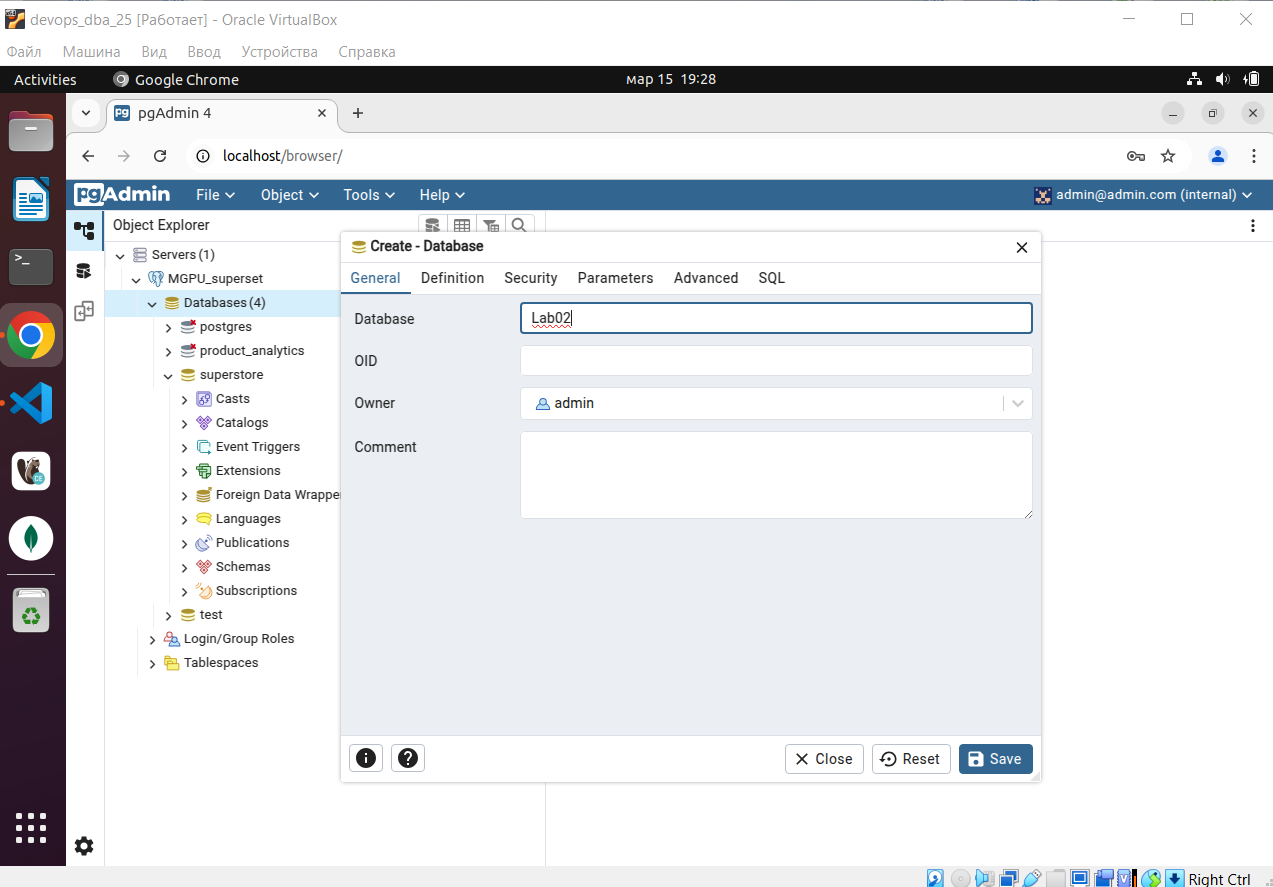 devops_dba_25 [Работает] - Oracle VirtualBox
Файл Машина Вид Ввод Устройства Справка
Activities Google Chrome мар 15 19:28
pgAdmin 4
localhost/browser/
pgAdmin File Object Tools Help admin@admin.com (internal)
Object Explorer
Create - Database
Servers (1)
General Definition Security Parameters Advanced SQL
MGPU_superset
Databases (4)
Database Lab02
postgres
product_analytics
OID
superstore
Casts
Owner admin
Catalogs
Event Triggers
Comment
Extensions
Foreign Data Wrappe
Languages
Publications
Schemas
Subscriptions
test
Login/Group Roles
Tablespaces
Close Reset Save
Right Ctrl